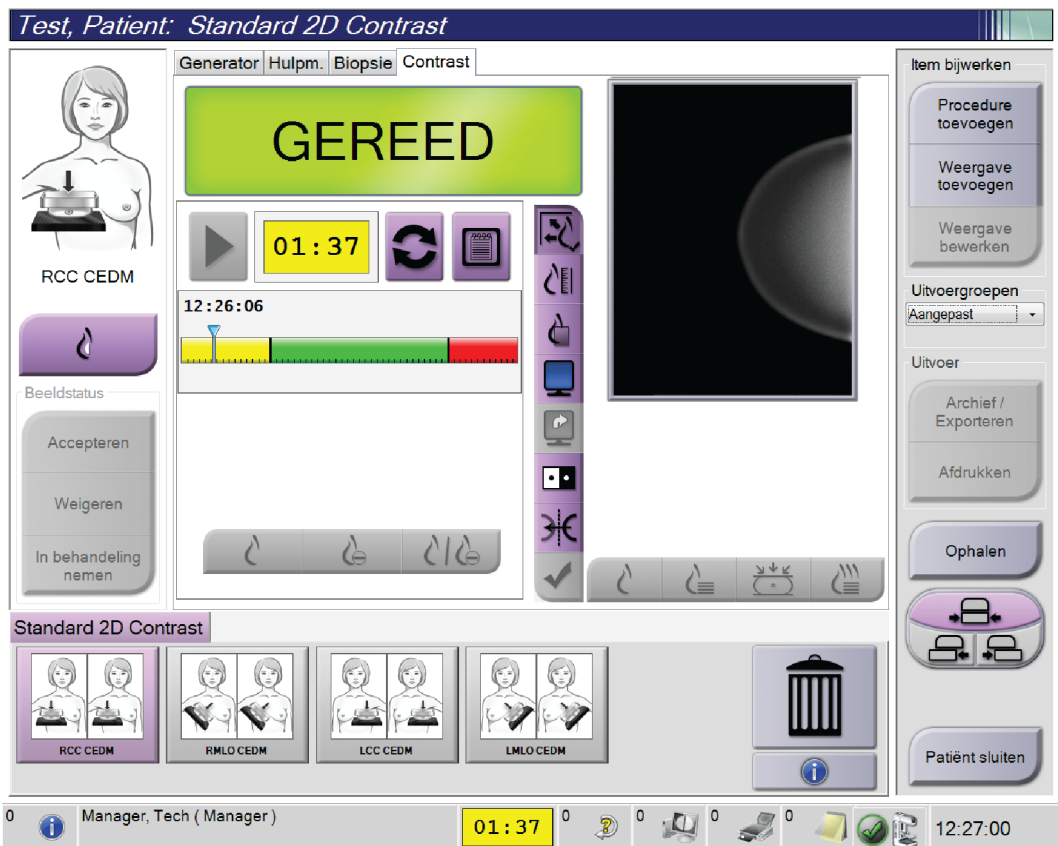 Test, Patient: Standard 2D Contrast
Generator Hulpm. Biopsie Contrast
GEREED
01:37
12:26:06
RCC CEDM
Beeldstatus
Accepteren
Weigeren
In behandeling
nemen
Item bijwerken
Procedure
toevoegen
Weergave
toevoegen
Weergave
bewerken
Uitvoergroepen
Aangepast
Uitvoer
Archief /
Exporteren
Afdrukken
Ophalen
Patiënt sluiten
Standard 2D Contrast
RCC CEDM
RMLO CEDM
LCC CEDM
LMLO CEDM
0 Manager, Tech ( Manager ) 01:37 0 0 0 0 12:27:00